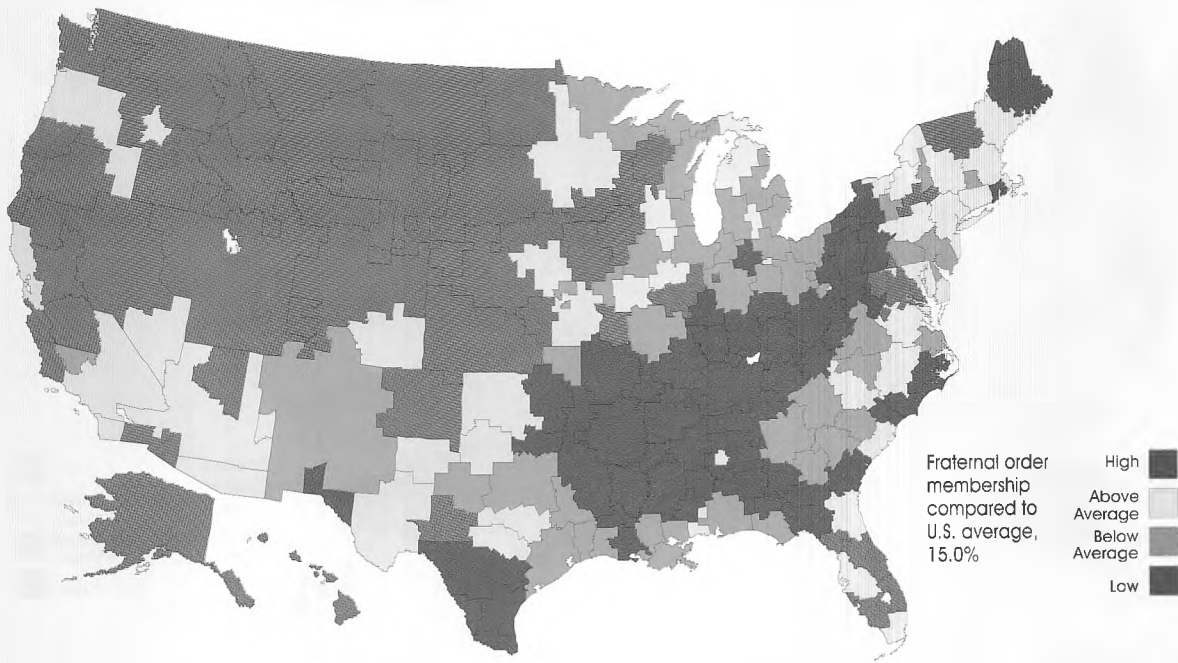 Fraternal order
membership
compared to
U.S. average,
15.0%
High
Above
Average
Below
Average
Low